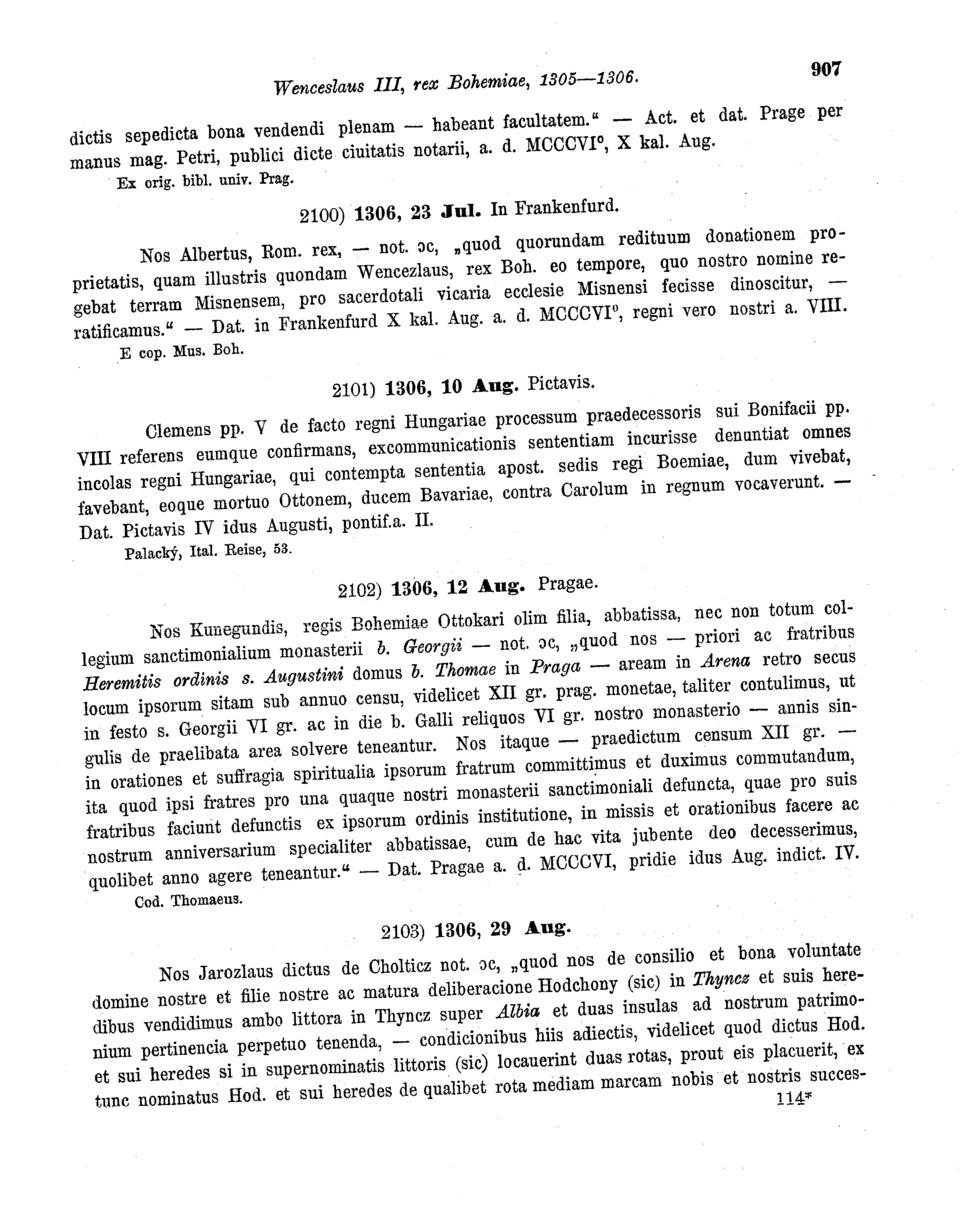 Wenceslaus III, rex Bohemiae, 1305—1306.
907
dictis sepedicta bona vendendi plenam — habeant facultatem.“ — Act. et dat. Prage per
manus mag. Petri, publici dicte ciuitatis notarii, a. d. MCCCVI⁰, X kal. Aug.
Ex orig. bibl. univ. Prag.
2100) 1306, 23 Jul. In Frankenfurd.
Nos Albertus, Rom. rex, — not. ɔc, „quod quorundam redituum donationem pro-
prietatis, quam illustris quondam Wencezlaus, rex Boh. eo tempore, quo nostro nomine re-
gebat terram Misnensem, pro sacerdotali vicaria ecclesie Misnensi fecisse dinoscitur, —
ratificamus.“ — Dat. in Frankenfurd X kal. Aug. a. d. MCCCVI⁰, regni vero nostri a. VIII.
E cop. Mus. Boh.
2101) 1306, 10 Aug. Pictavis.
Clemens pp. V de facto regni Hungariae processum praedecessoris sui Bonifacii pp.
VIII referens eumque confirmans, excommunicationis sententiam incurisse denuntiat omnes
incolas regni Hungariae, qui contempta sententia apost. sedis regi Boemiae, dum vivebat,
favebant, eoque mortuo Ottonem, ducem Bavariae, contra Carolum in regnum vocaverunt. —
Dat. Pictavis IV idus Augusti, pontif.a. II.
Palacký, Ital. Reise, 53.
2102) 1306, 12 Aug. Pragae.
Nos Kunegundis, regis Bohemiae Ottokari olim filia, abbatissa, nec non totum col-
legium sanctimonialium monasterii b. Georgii — not. ɔc, „quod nos — priori ac fratribus
Heremitis ordinis s. Augustini domus b. Thomae in Praga — aream in Arena retro secus
locum ipsorum sitam sub annuo censu, videlicet XII gr. prag. monetae, taliter contulimus, ut
in festo s. Georgii VI gr. ac in die b. Galli reliquos VI gr. nostro monasterio — annis sin-
gulis de praelibata area solvere teneantur. Nos itaque — praedictum censum XII gr. —
in orationes et suffragia spiritualia ipsorum fratrum committimus et duximus commutandum,
ita quod ipsi fratres pro una quaque nostri monasterii sanctimoniali defuncta, quae pro suis
fratribus faciunt defunctis ex ipsorum ordinis institutione, in missis et orationibus facere ac
nostrum anniversarium specialiter abbatissae, cum de hac vita jubente deo decesserimus,
quolibet anno agere teneantur.“ — Dat. Pragae a. d. MCCCVI, pridie idus Aug. indict. IV.
Cod. Thomaeus.
2103) 1306, 29 Aug.
Nos Jarozlaus dictus de Cholticz not. ɔc, „quod nos de consilio et bona voluntate
domine nostre et filie nostre ac matura deliberacione Hodchony (sic) in Thyncz et suis here-
dibus vendidimus ambo littora in Thyncz super Albia et duas insulas ad nostrum patrimo-
nium pertinencia perpetuo tenenda, — condicionibus hiis adiectis, videlicet quod dictus Hod.
et sui heredes si in supernominatis littoris (sic) locauerint duas rotas, prout eis placuerit, ex
tunc nominatus Hod. et sui heredes de qualibet rota mediam marcam nobis et nostris succes-
114*